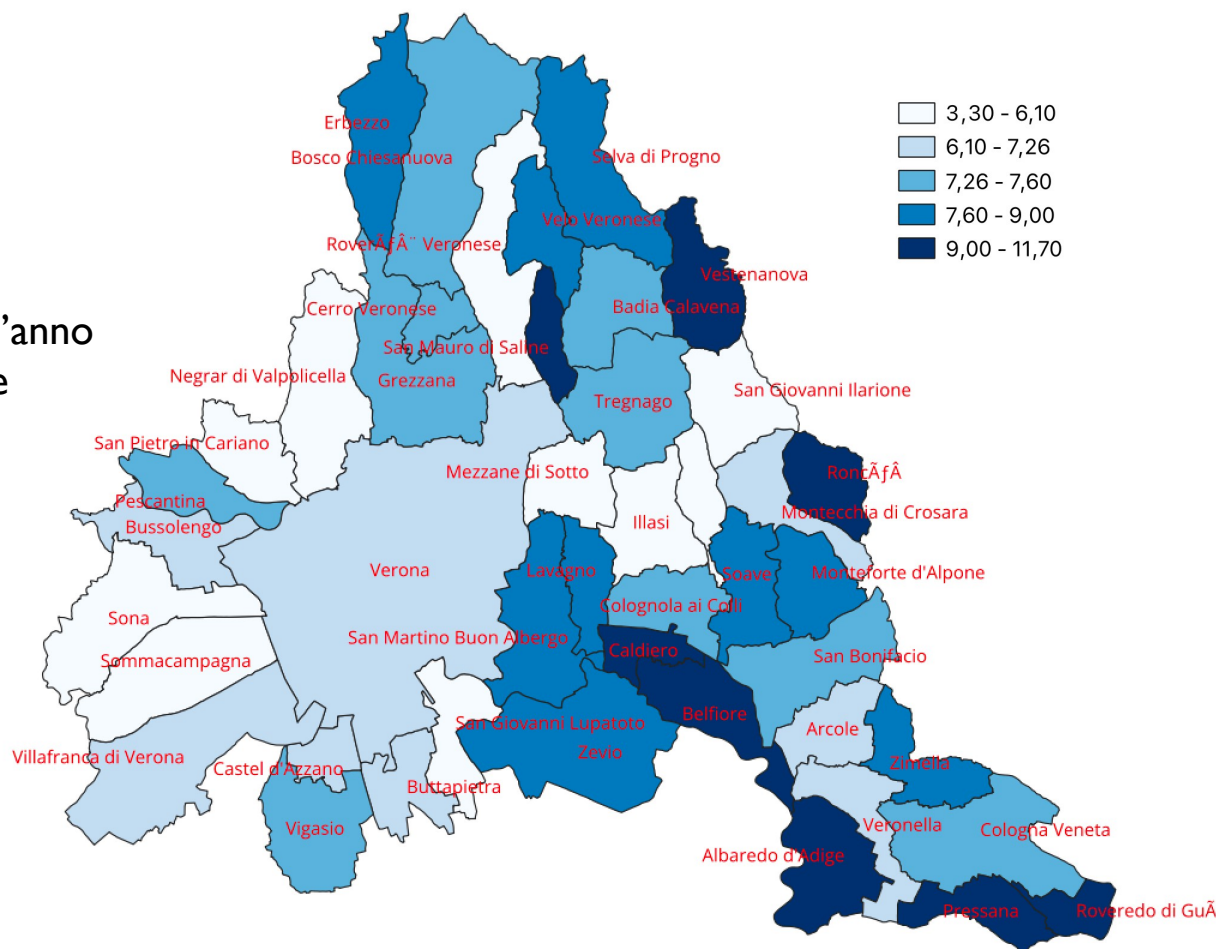 3,30 - 6,10
6,10 - 7,26
7,26 - 7,60
7,60 - 9,00
9,00 - 11,70
’anno
e
Erbezzo
Bosco Chiesanuova
Selva di Progno
Velo Veronese
RoverÃƒÂ¨ Veronese
Vestenanova
Cerro Veronese
Badia Calavena
San Mauro di Saline
Negrar di Valpolicella
Grezzana
San Giovanni Ilarione
Tregnago
San Pietro in Cariano
Mezzane di Sotto
RoncÃƒÂ
Pescantina
Montecchia di Crosara
Bussolengo
Illasi
Verona
Lavagno
Soave
Monteforte d'Alpone
Colognola ai Colli
Sona
San Martino Buon Albergo
Caldiero
San Bonifacio
Sommacampagna
Belfiore
San Giovanni Lupatoto
Arcole
Zevio
Villafranca di Verona
Castel d'Azzano
Zimella
Buttapietra
Vigasio
Veronella
Cologna Veneta
Albaredo d'Adige
Pressana
Roveredo di GuÃ